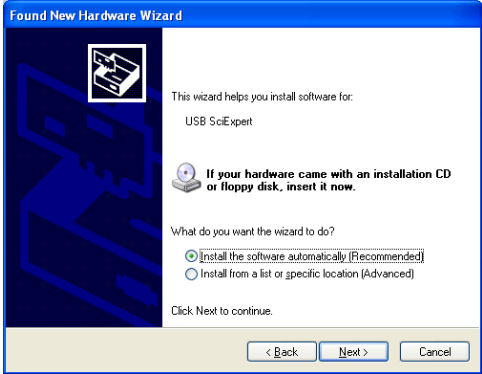 Found New Hardware Wizard
This wizard helps you install software for:
USB SciExpert
If your hardware came with an installation CD
or floppy disk, insert it now.
What do you want the wizard to do?
Install the software automatically (Recommended)
Install from a list or specific location (Advanced)
Click Next to continue.
< Back Next > Cancel